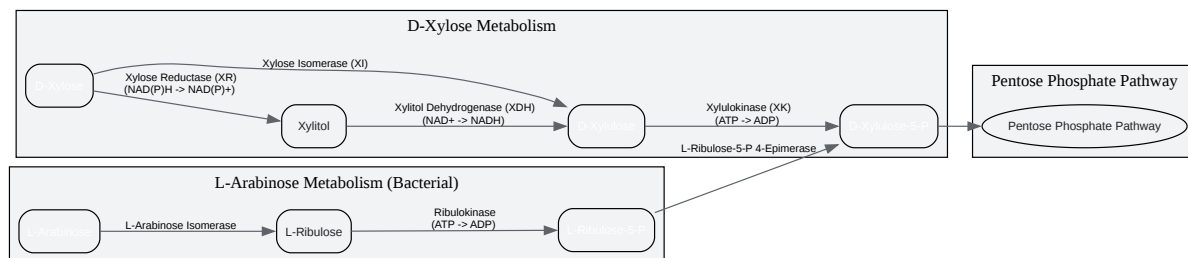 D-Xylose Metabolism
Pentose Phosphate Pathway
Xylose Isomerase (XI)
D-Xylose
Xylose Reductase (XR)
(NAD(P)H -> NAD(P)+)
Xylitol
Xylitol Dehydrogenase (XDH)
(NAD+ -> NADH)
D-Xylulose
Xylulokinase (XK)
(ATP -> ADP)
D-Xylulose-5-P
Pentose Phosphate Pathway
L-Ribulose-5-P 4-Epimerase
L-Arabinose Metabolism (Bacterial)
L-Arabinose
L-Arabinose Isomerase
L-Ribulose
Ribulokinase
(ATP -> ADP)
L-Ribulose-5-P